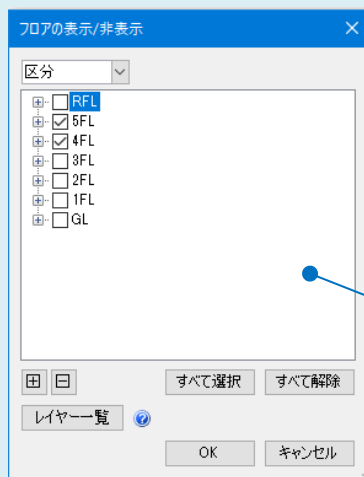 フロアの表示/非表示
区分
RFL
5FL
4FL
3FL
2FL
1FL
GL
すべて選択 すべて解除
レイヤー一覧
OK キャンセル